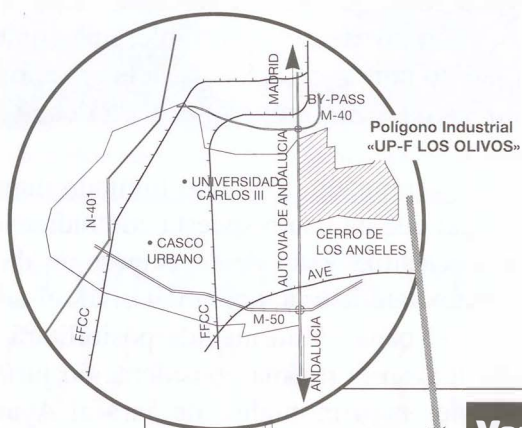 MADRID
BY-PASS
M-40
Polígono Industrial
«UP-F LOS OLIVOS»
N-401
• UNIVERSIDAD
CARLOS III
AUTOVIA DE ANDALUCIA
• CASCO
URBANO
CERRO DE
LOS ANGELES
AVE
FFCC
FFCC
M-50
ANDALUCIA